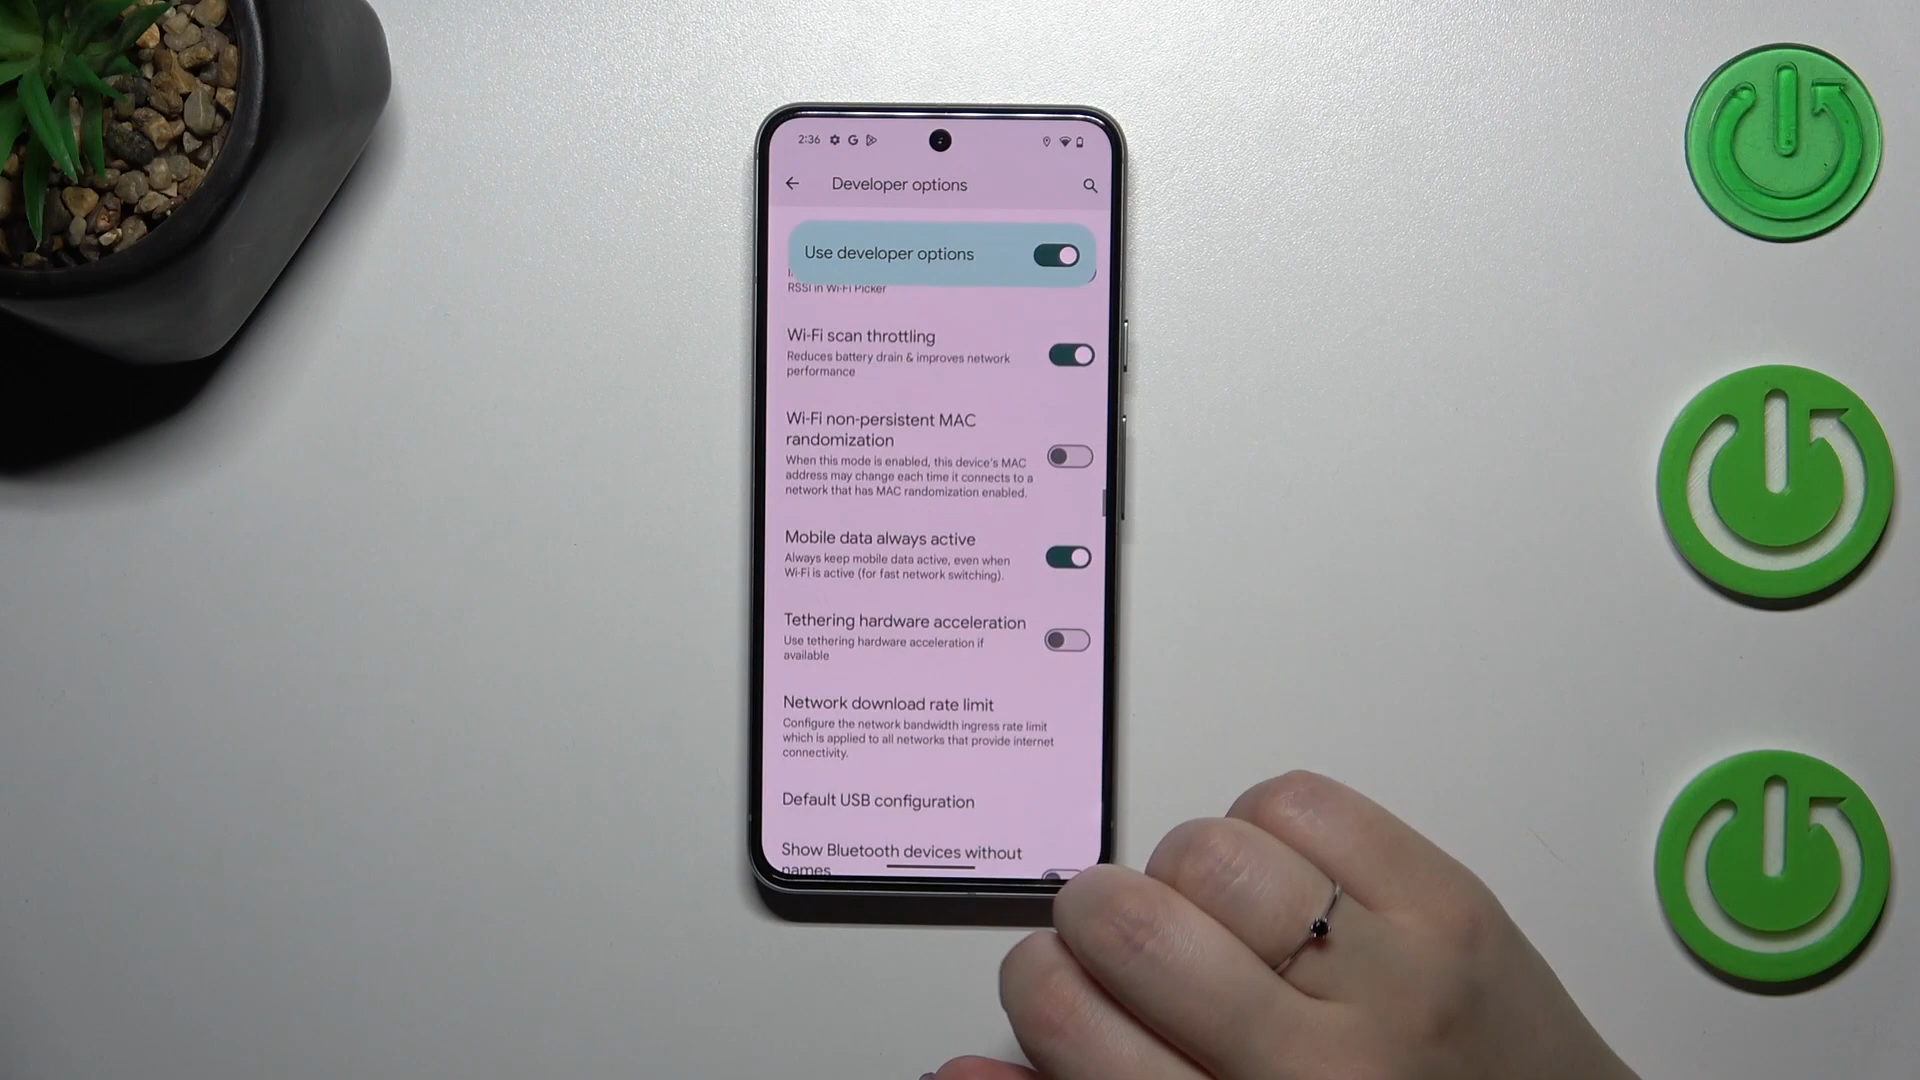 2:36
Developer options
Use developer options
RSSI in Wi-Fi Picker
Wi-Fi scan throttling
Reduces battery drain & improves network
performance
Wi-Fi non-persistent MAC
randomization
When this mode is enabled, this device's MAC
address may change each time it connects to a
network that has MAC randomization enabled.
Mobile data always active
Always keep mobile data active, even when
Wi-Fi is active (for fast network switching).
Tethering hardware acceleration
Use tethering hardware acceleration if
available
Network download rate limit
Configure the network bandwidth ingress rate limit
which is applied to all networks that provide internet
connectivity.
Default USB configuration
Show Bluetooth devices without
names